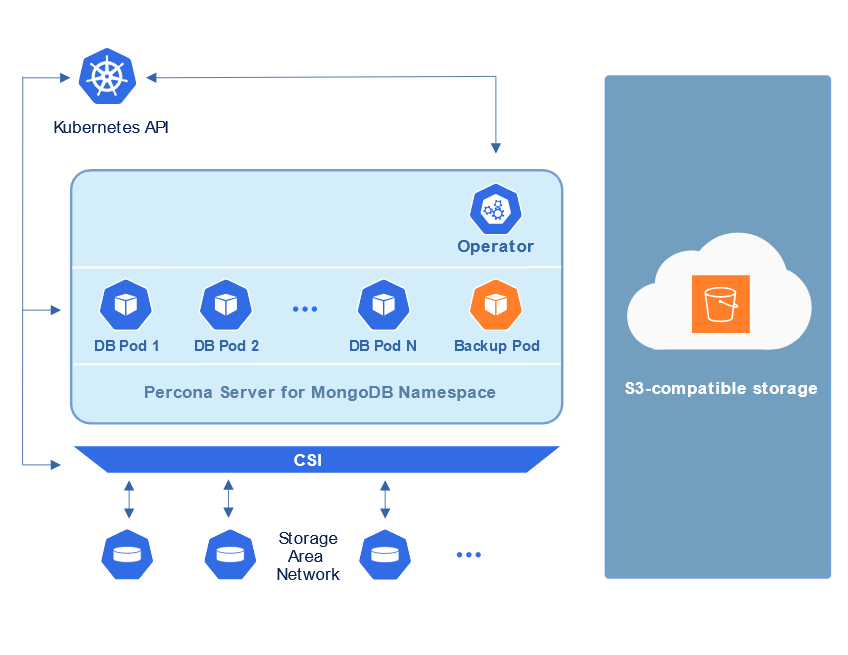 Kubernetes API
Operator
DB Pod 1
DB Pod 2
...
DB Pod N
Backup Pod
Percona Server for MongoDB Namespace
CSI
Storage
Area
Network
...
S3-compatible storage